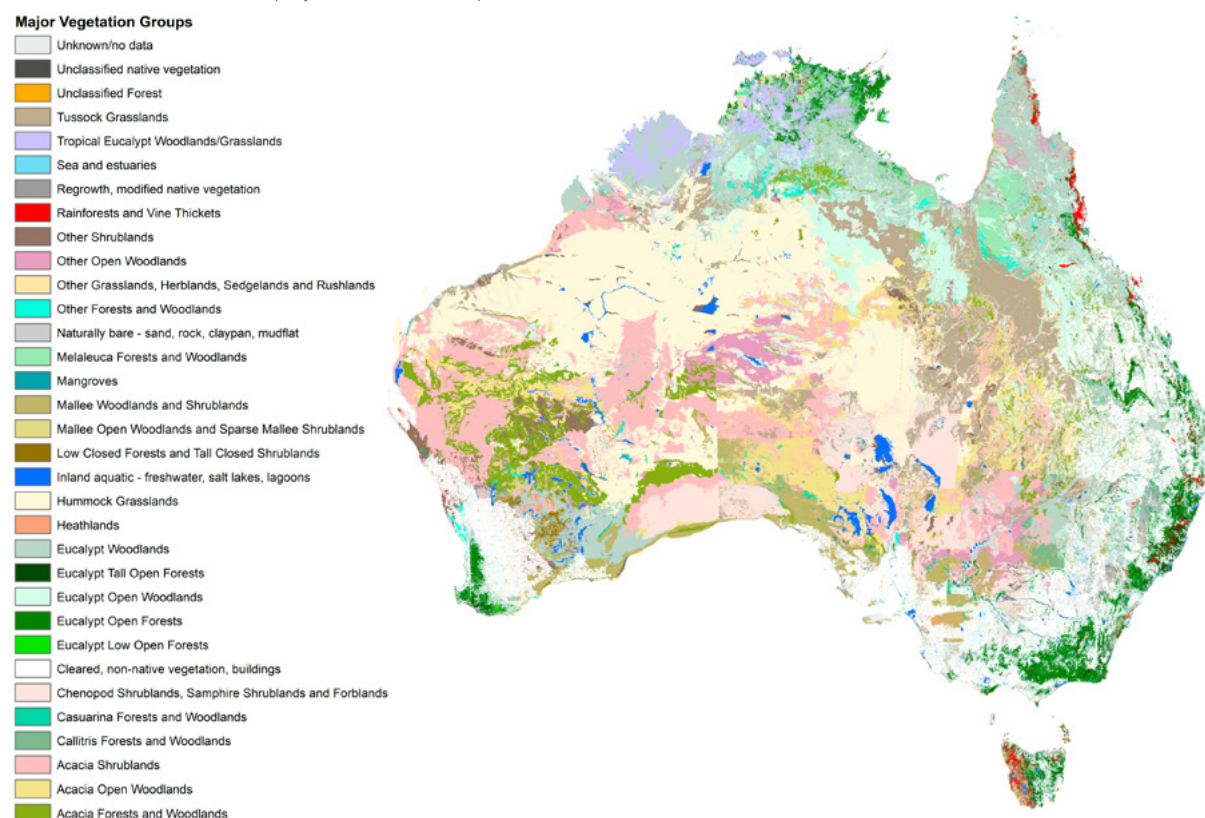 Major Vegetation Groups
Unknown/no data
Unclassified native vegetation
Unclassified Forest
Tussock Grasslands
Tropical Eucalypt Woodlands/Grasslands
Sea and estuaries
Regrowth, modified native vegetation
Rainforests and Vine Thickets
Other Shrublands
Other Open Woodlands
Other Grasslands, Herblands, Sedgelands and Rushlands
Other Forests and Woodlands
Naturally bare - sand, rock, claypan, mudflat
Melaleuca Forests and Woodlands
Mangroves
Mallee Woodlands and Shrublands
Mallee Open Woodlands and Sparse Mallee Shrublands
Low Closed Forests and Tall Closed Shrublands
Inland aquatic - freshwater, salt lakes, lagoons
Hummock Grasslands
Heathlands
Eucalypt Woodlands
Eucalypt Tall Open Forests
Eucalypt Open Woodlands
Eucalypt Open Forests
Eucalypt Low Open Forests
Cleared, non-native vegetation, buildings
Chenopod Shrublands, Samphire Shrublands and Forblands
Casuarina Forests and Woodlands
Callitris Forests and Woodlands
Acacia Shrublands
Acacia Open Woodlands
Acacia Forests and Woodlands